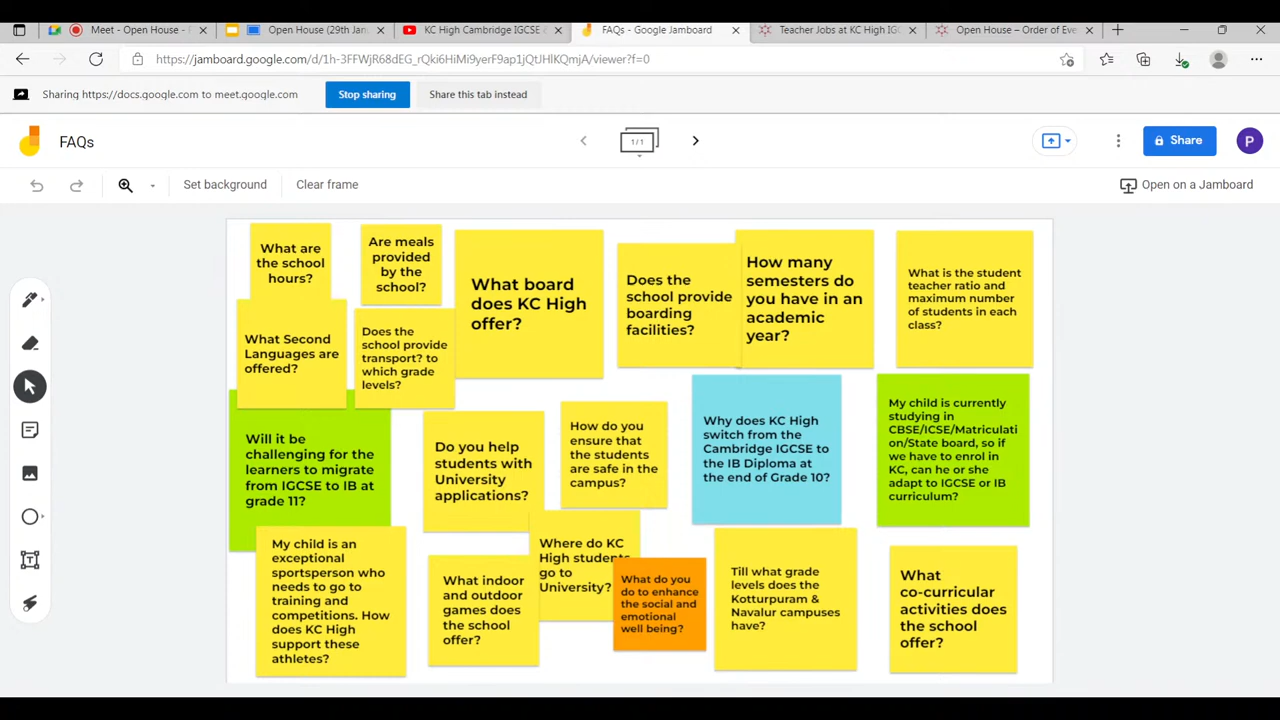 Meet - Open House - F
Open House (29th Jan
KC High Cambridge IGCSE &
FAQs - Google Jamboard
Teacher Jobs at KC High IGC
Open House – Order of Eve
https://jamboard.google.com/d/1h-3FFWjR68dEG_rQki6HiMi9yerF9ap1jQtUHlKQmjA/viewer?f=0
Sharing https://docs.google.com to meet.google.com
Stop sharing
Share this tab instead
FAQs
1/1
Share
P
Set background
Clear frame
Open on a Jamboard
What are
the school
hours?
Are meals
provided
by the
school?
What board
does KC High
offer?
Does the
school provide
boarding
facilities?
How many
semesters do
you have in an
academic
year?
What is the student
teacher ratio and
maximum number
of students in each
class?
What Second
Languages are
offered?
Does the
school provide
transport? to
which grade
levels?
Will it be
challenging for the
learners to migrate
from IGCSE to IB at
grade 11?
Do you help
students with
University
applications?
How do you
ensure that
the students
are safe in the
campus?
Why does KC High
switch from the
Cambridge IGCSE to
the IB Diploma at
the end of Grade 10?
My child is currently
studying in
CBSE/ICSE/Matriculati
on/State board, so if
we have to enrol in
KC, can he or she
adapt to IGCSE or IB
curriculum?
My child is an
exceptional
sportsperson who
needs to go to
training and
competitions. How
does KC High
support these
athletes?
What indoor
and outdoor
games does
the school
offer?
Where do KC
High students
go to
University?
What do you
do to enhance
the social and
emotional
well being?
Till what grade
levels does the
Kotturpuram &
Navalur campuses
have?
What
co-curricular
activities does
the school
offer?